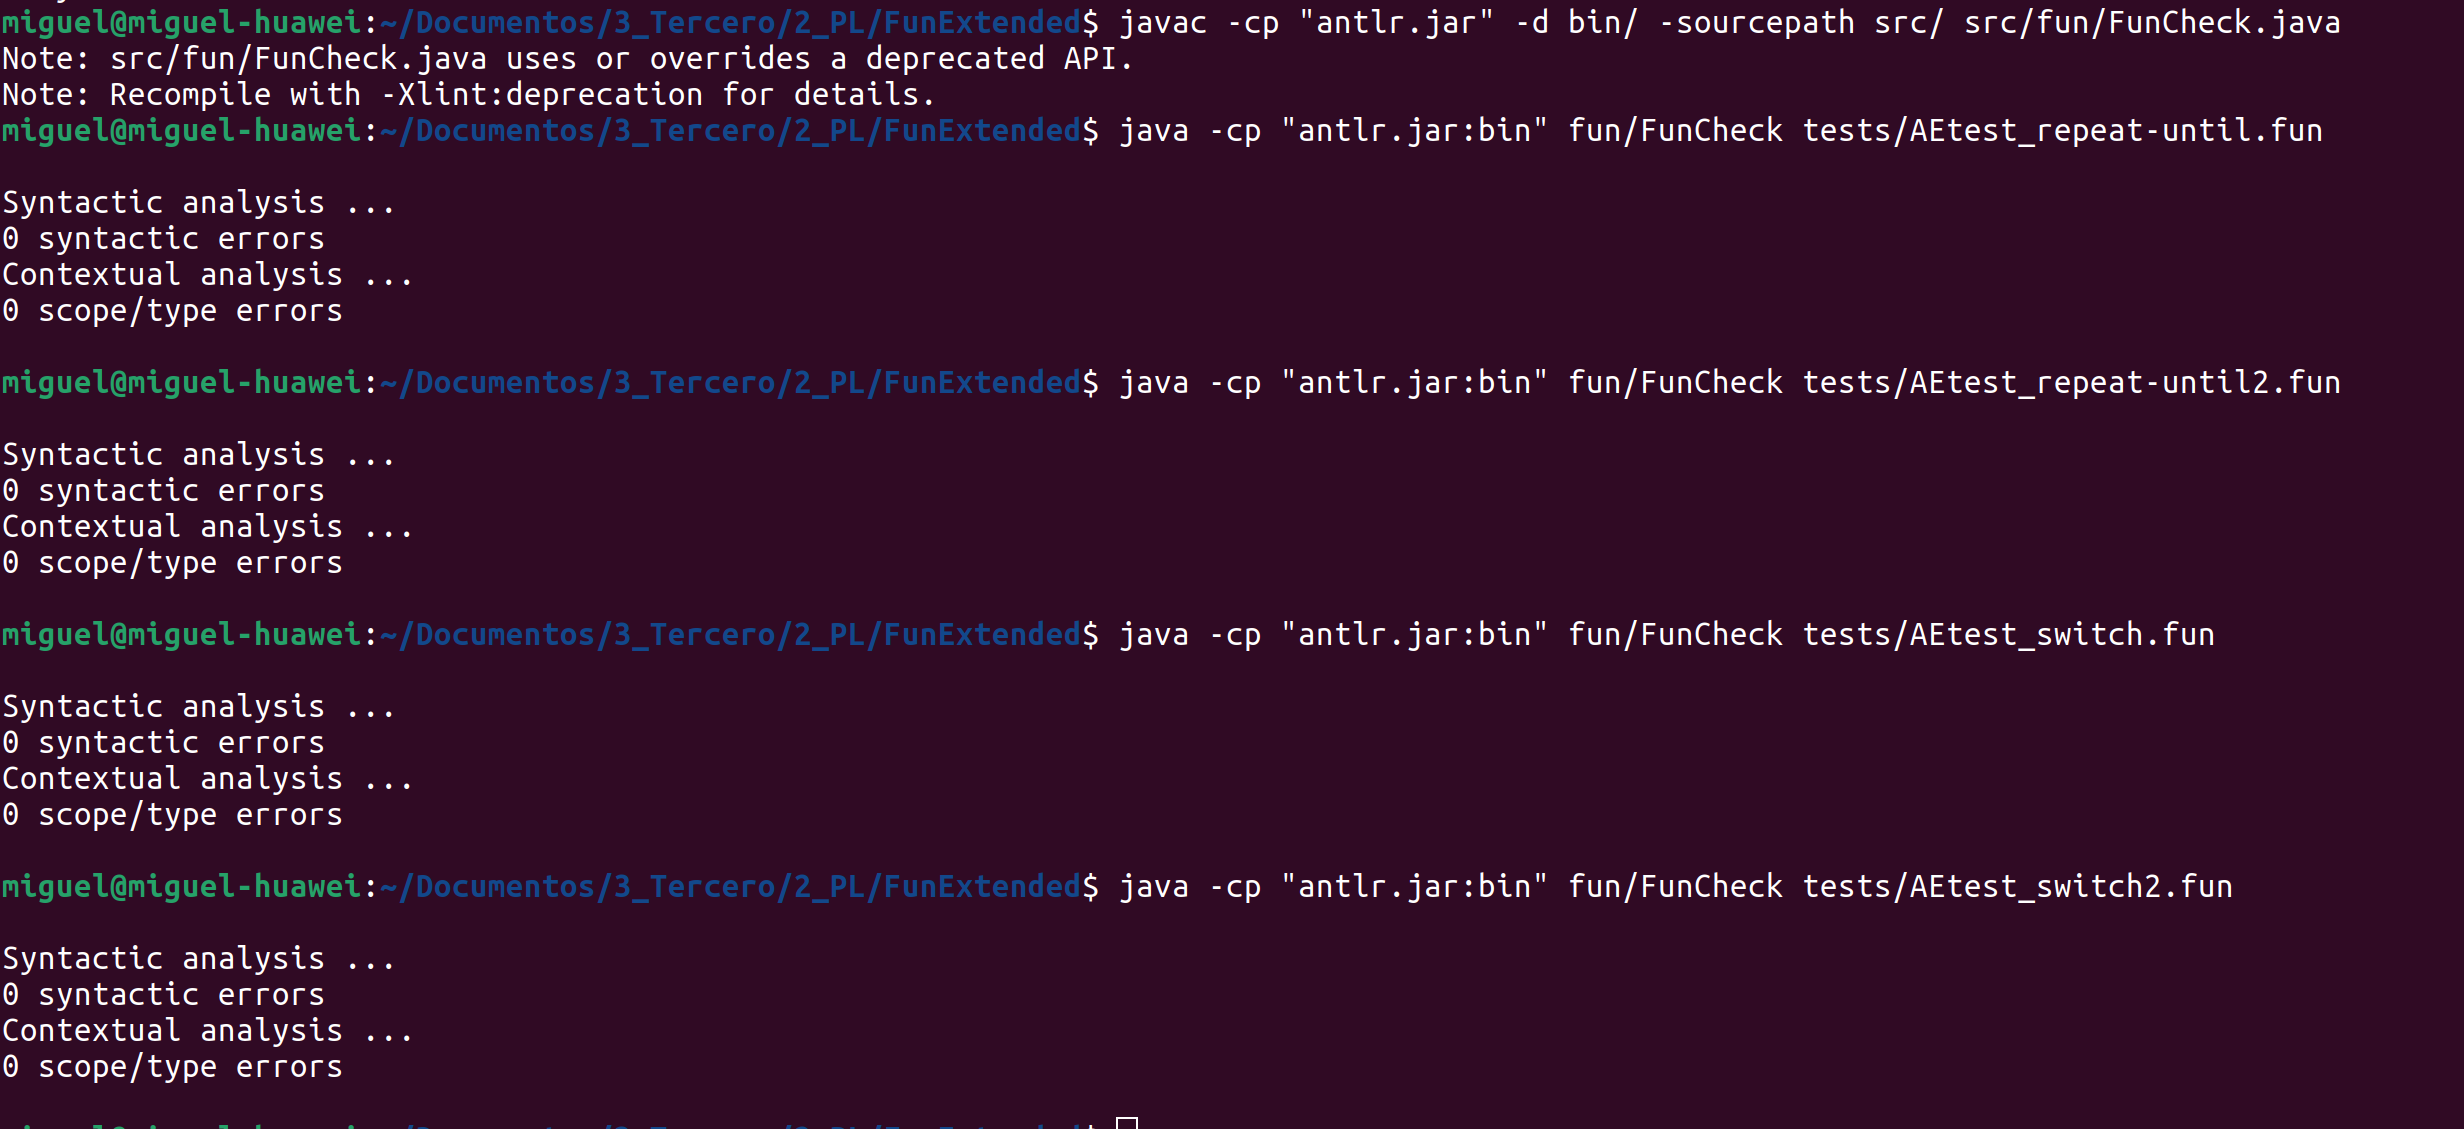 miguel@miguel-huawei:~/Documentos/3_Tercero/2_PL/FunExtended$ javac -cp "antlr.jar" -d bin/ -sourcepath src/ src/fun/FunCheck.java
Note: src/fun/FunCheck.java uses or overrides a deprecated API.
Note: Recompile with -Xlint:deprecation for details.
miguel@miguel-huawei:~/Documentos/3_Tercero/2_PL/FunExtended$ java -cp "antlr.jar:bin" fun/FunCheck tests/AEtest_repeat-until.fun
Syntactic analysis ...
0 syntactic errors
Contextual analysis ...
0 scope/type errors
miguel@miguel-huawei:~/Documentos/3_Tercero/2_PL/FunExtended$ java -cp "antlr.jar:bin" fun/FunCheck tests/AEtest_repeat-until2.fun
Syntactic analysis ...
0 syntactic errors
Contextual analysis ...
0 scope/type errors
miguel@miguel-huawei:~/Documentos/3_Tercero/2_PL/FunExtended$ java -cp "antlr.jar:bin" fun/FunCheck tests/AEtest_switch.fun
Syntactic analysis ...
0 syntactic errors
Contextual analysis ...
0 scope/type errors
miguel@miguel-huawei:~/Documentos/3_Tercero/2_PL/FunExtended$ java -cp "antlr.jar:bin" fun/FunCheck tests/AEtest_switch2.fun
Syntactic analysis ...
0 syntactic errors
Contextual analysis ...
0 scope/type errors